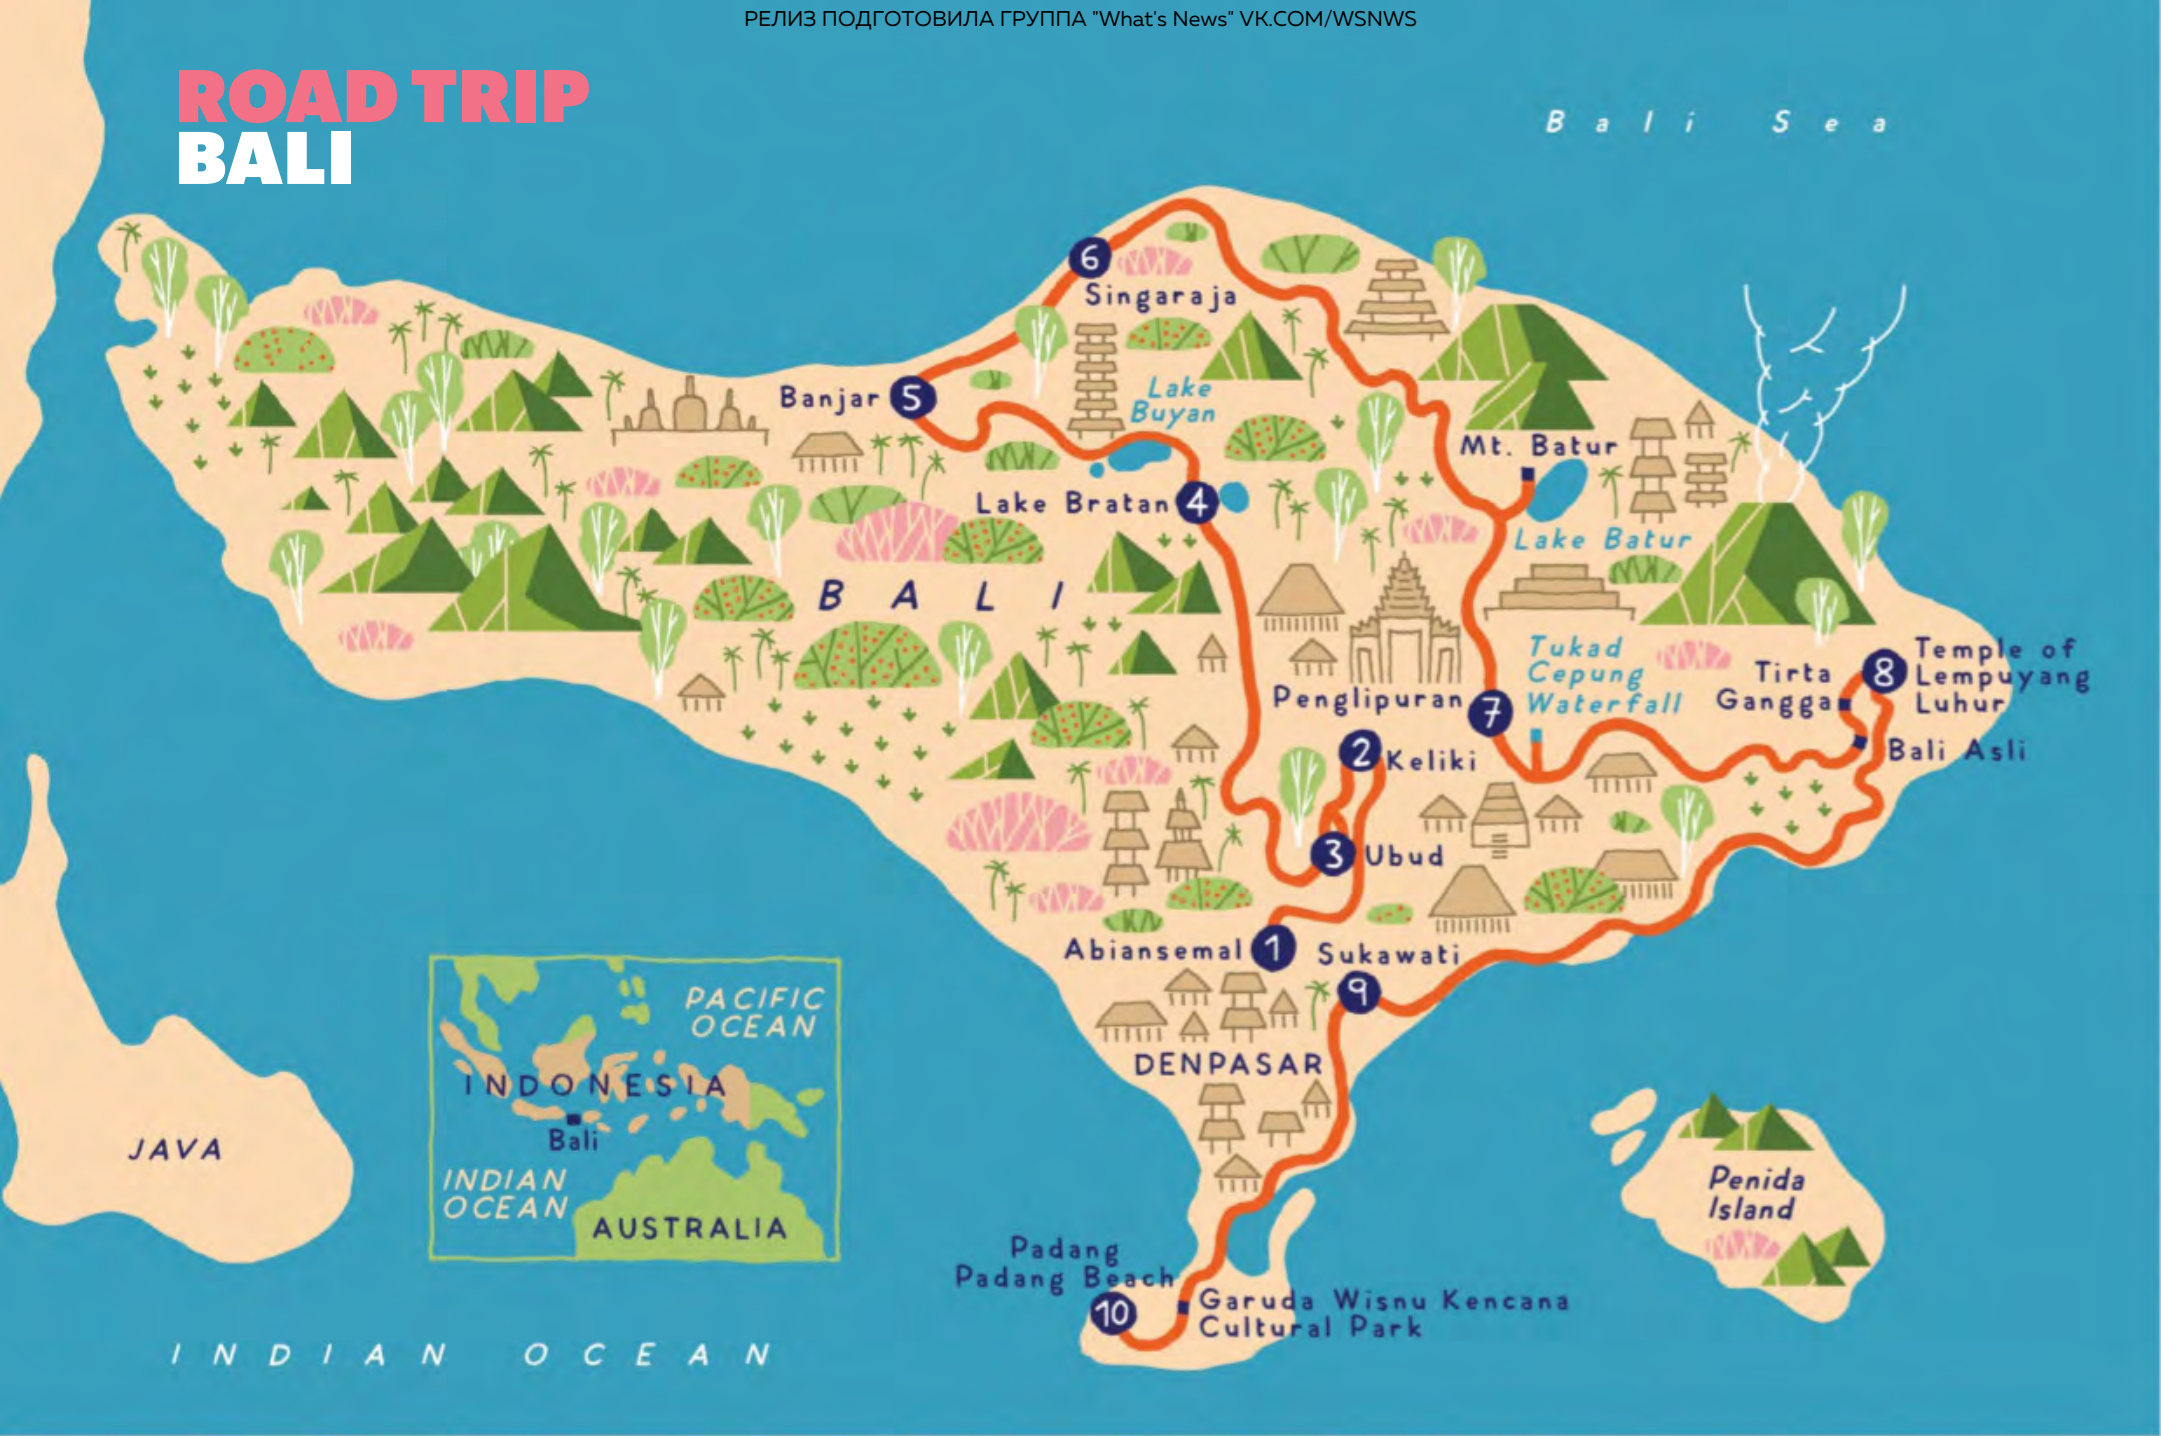 РЕЛИЗ ПОДГОТОВИЛА ГРУППА "What's News" VK.COM/WSNWS
ROAD TRIP
BALI
Bali Sea
6
Singaraja
Banjar 5
Lake
Buyan
Mt. Batur
Lake Bratan 4
Lake Batur
BALI
Tukad
Cepung
Waterfall
Penglipuran 7
Tirta
Gangga
8
Temple of
Lempuyang
Luhur
Bali Asli
2 Keliki
3 Ubud
Abiansemal 1
Sukawati
9
DENPASAR
PACIFIC
OCEAN
INDONESIA
Bali
INDIAN
OCEAN
AUSTRALIA
JAVA
Penida
Island
Padang
Padang Beach
10
Garuda Wisnu Kencana
Cultural Park
INDIAN OCEAN